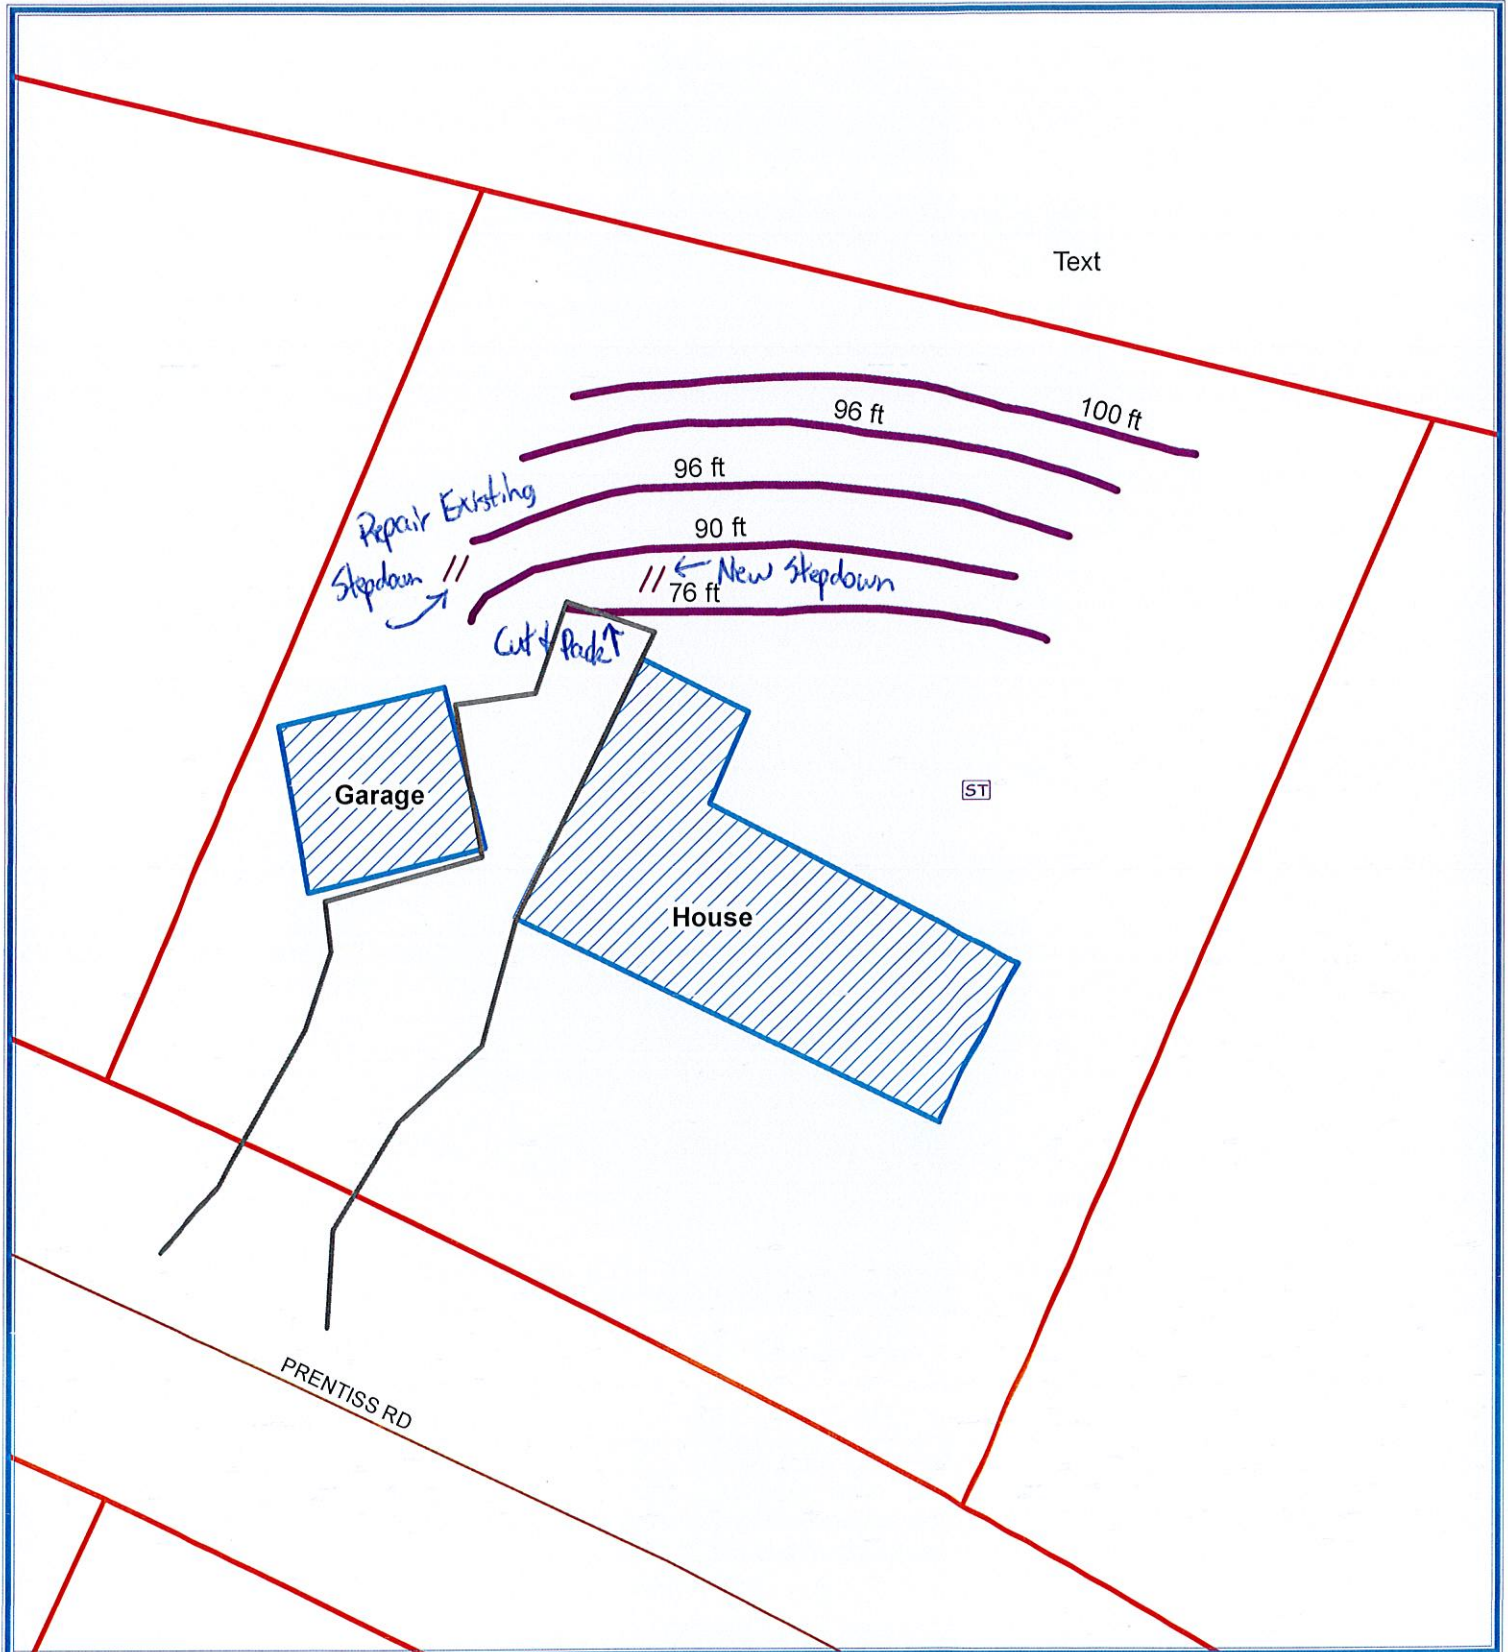 Text
100 ft
96 ft
96 ft
Repair Existing
Stepdown
90 ft
← New Stepdown
76 ft
Cut & Pack ↑
Garage
ST
House
PRENTISS RD